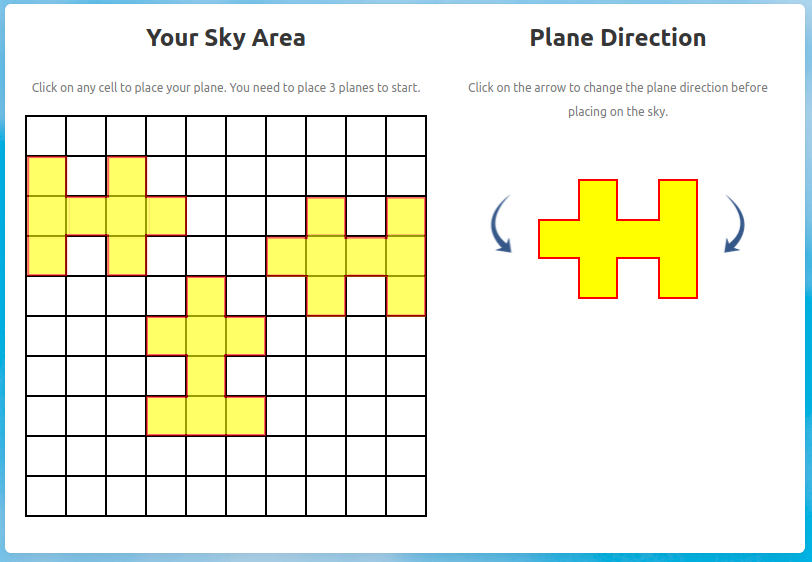 Your Sky Area
Click on any cell to place your plane. You need to place 3 planes to start.
Plane Direction
Click on the arrow to change the plane direction before
placing on the sky.